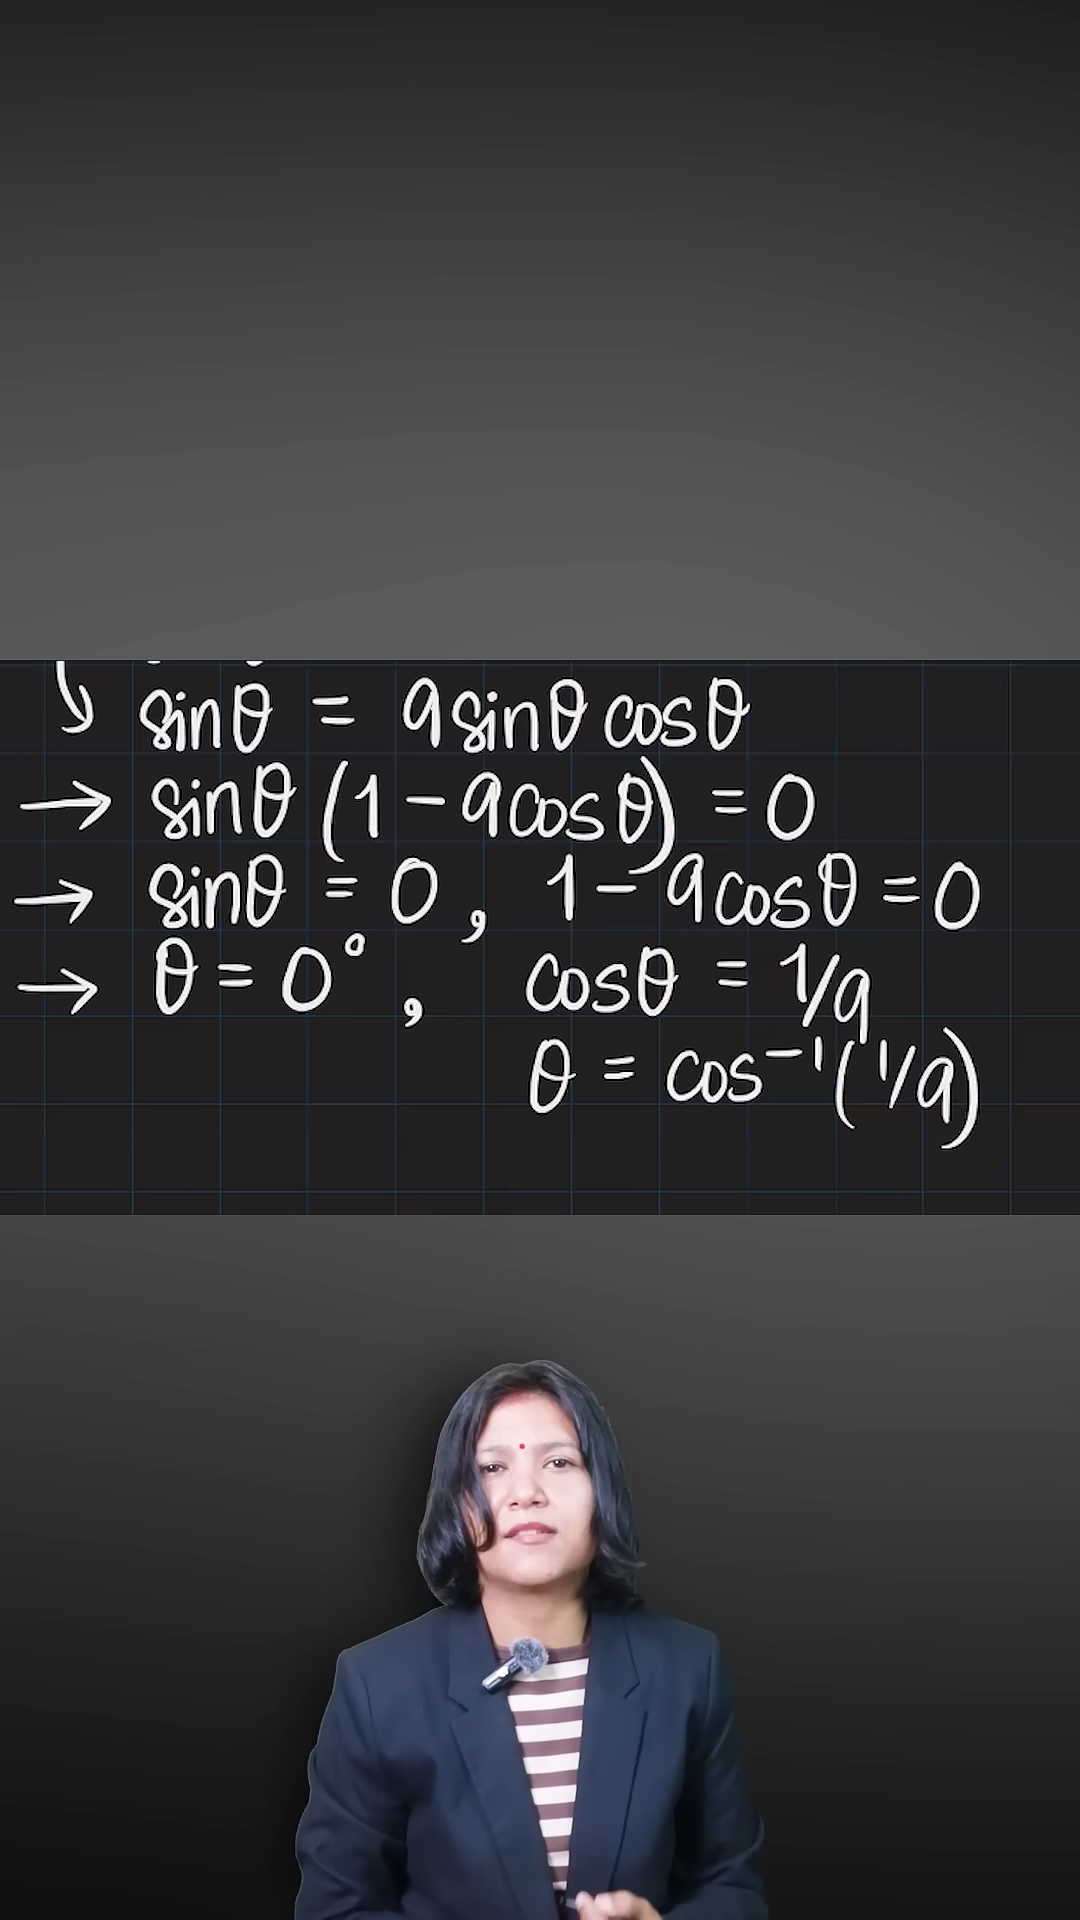 sinθ = 9sinθ cosθ
→ sinθ (1 - 9cosθ) = 0
→ sinθ = 0, 1 - 9cosθ = 0
→ θ = 0°, cosθ = 1/9
θ = cos⁻¹(1/9)